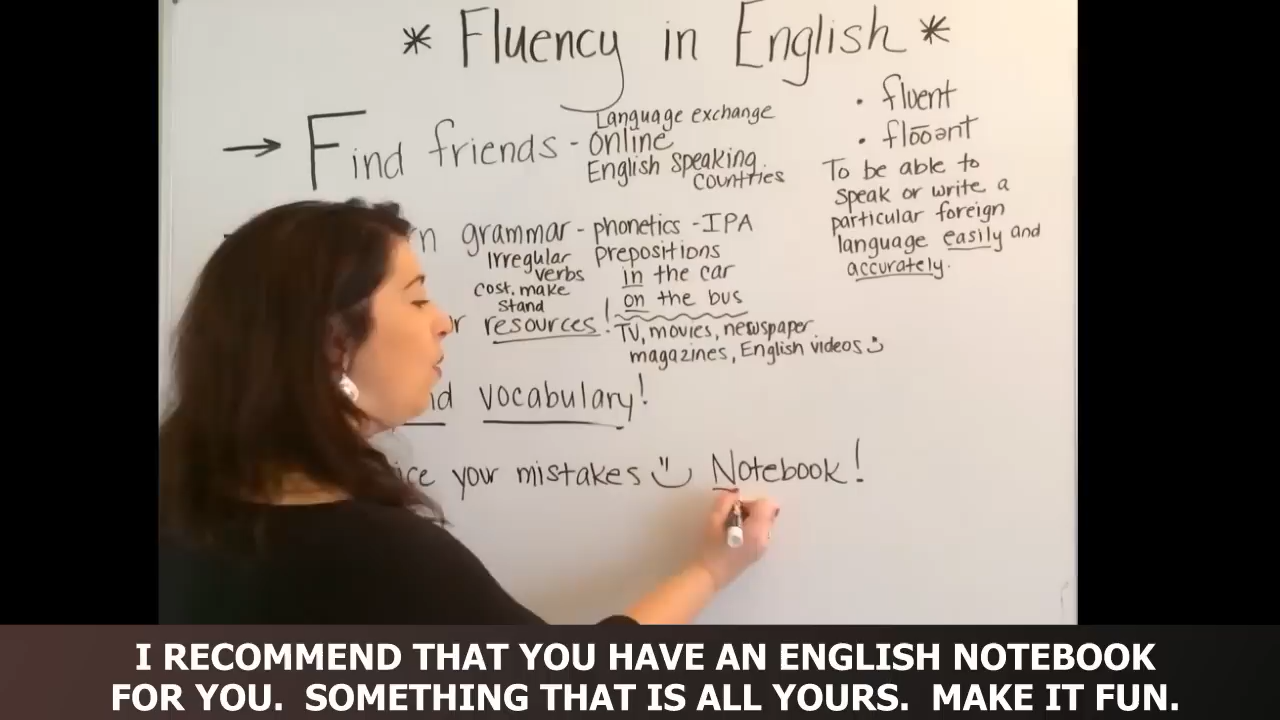 * Fluency in English *
→ Find friends - Language exchange
online
English speaking
countries
grammar - phonetics - IPA
Irregular verbs
cost, make
stand
prepositions
in the car
on the bus
resources! TV, movies, newspaper
magazines, English videos
vocabulary!
your mistakes Notebook!
• fluent
• flōōənt
To be able to
speak or write a
particular foreign
language easily and
accurately.
I RECOMMEND THAT YOU HAVE AN ENGLISH NOTEBOOK
FOR YOU. SOMETHING THAT IS ALL YOURS. MAKE IT FUN.